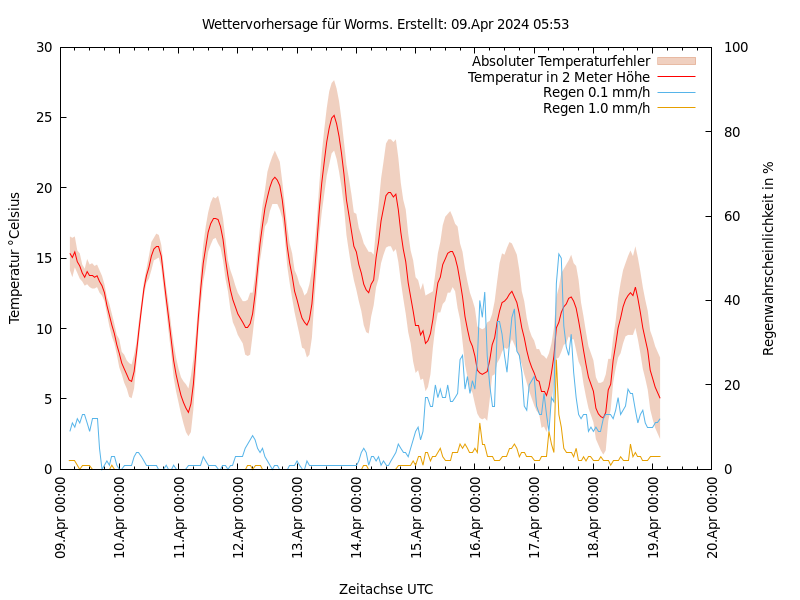 Wettervorhersage für Worms. Erstellt: 09.Apr 2024 05:53
Absoluter Temperaturfehler
Temperatur in 2 Meter Höhe
Regen 0.1 mm/h
Regen 1.0 mm/h
Temperatur °Celsius
30
25
20
15
10
5
0
Regenwahrscheinlichkeit in %
100
80
60
40
20
0
09.Apr 00:00
10.Apr 00:00
11.Apr 00:00
12.Apr 00:00
13.Apr 00:00
14.Apr 00:00
15.Apr 00:00
16.Apr 00:00
17.Apr 00:00
18.Apr 00:00
19.Apr 00:00
20.Apr 00:00
Zeitachse UTC